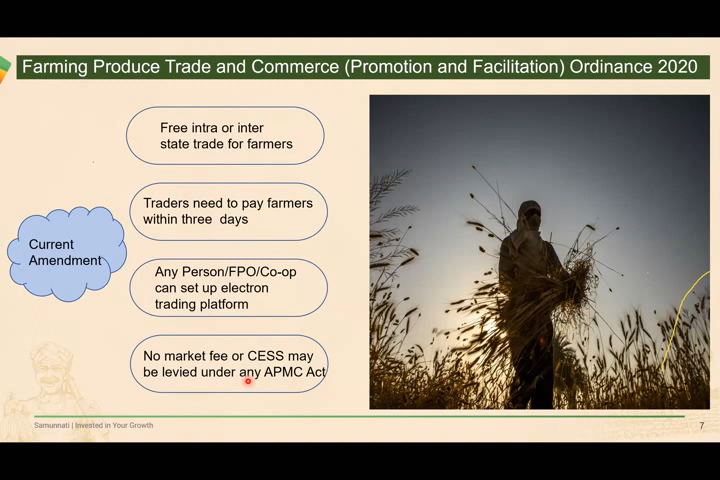 Farming Produce Trade and Commerce (Promotion and Facilitation) Ordinance 2020
Current
Amendment
Free intra or inter
state trade for farmers
Traders need to pay farmers
within three days
Any Person/FPO/Co-op
can set up electron
trading platform
No market fee or CESS may
be levied under any APMC Act
Samunnati | Invested in Your Growth
7